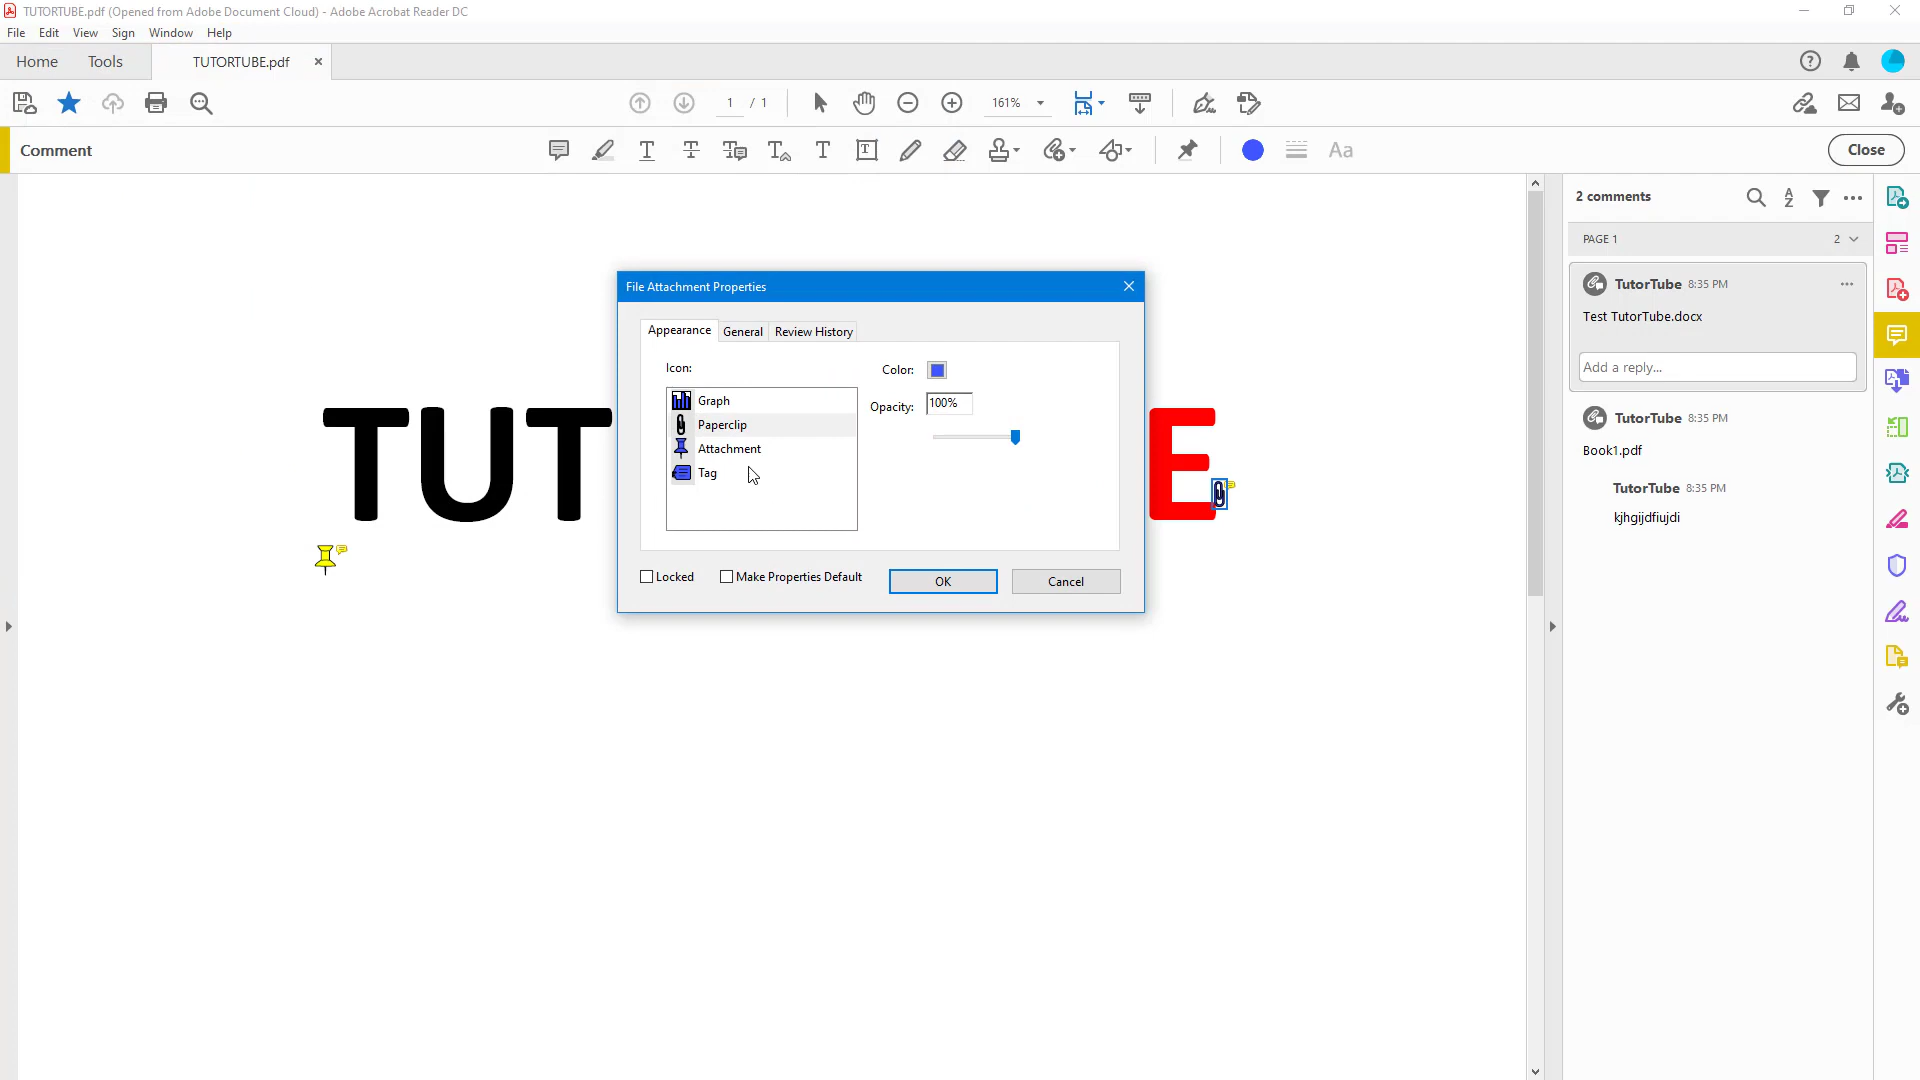 TUTORTUBE.pdf (Opened from Adobe Document Cloud) - Adobe Acrobat Reader DC
File Edit View Sign Window Help
Home Tools TUTORTUBE.pdf
1 / 1 161%
Comment
T T T T T T Aa Close
2 comments
A
Z
PAGE 1 2
TutorTube 8:35 PM
Test TutorTube.docx
Add a reply...
TutorTube 8:35 PM
Book1.pdf
TutorTube 8:35 PM
kjhgijdfiujdi
File Attachment Properties
Appearance General Review History
Icon:
Graph
Paperclip
Attachment
Tag
Color:
Opacity: 100%
Locked Make Properties Default OK Cancel
TUT E